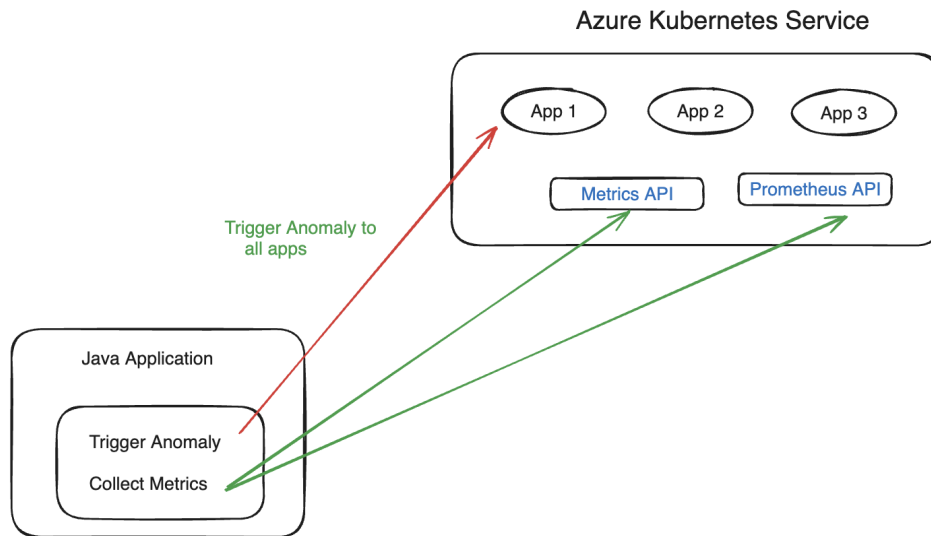 Azure Kubernetes Service
App 1
App 2
App 3
Metrics API
Prometheus API
Trigger Anomaly to
all apps
Java Application
Trigger Anomaly
Collect Metrics